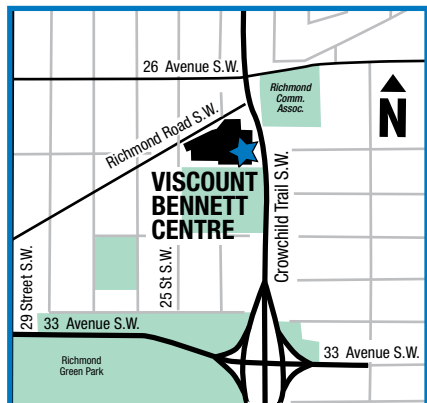 26 Avenue S.W.
Richmond
Comm.
Assoc.
N
Richmond Road S.W.
VISCOUNT
BENNETT
CENTRE
Crowchild Trail S.W.
29 Street S.W.
25 St S.W.
33 Avenue S.W.
33 Avenue S.W.
Richmond
Green Park